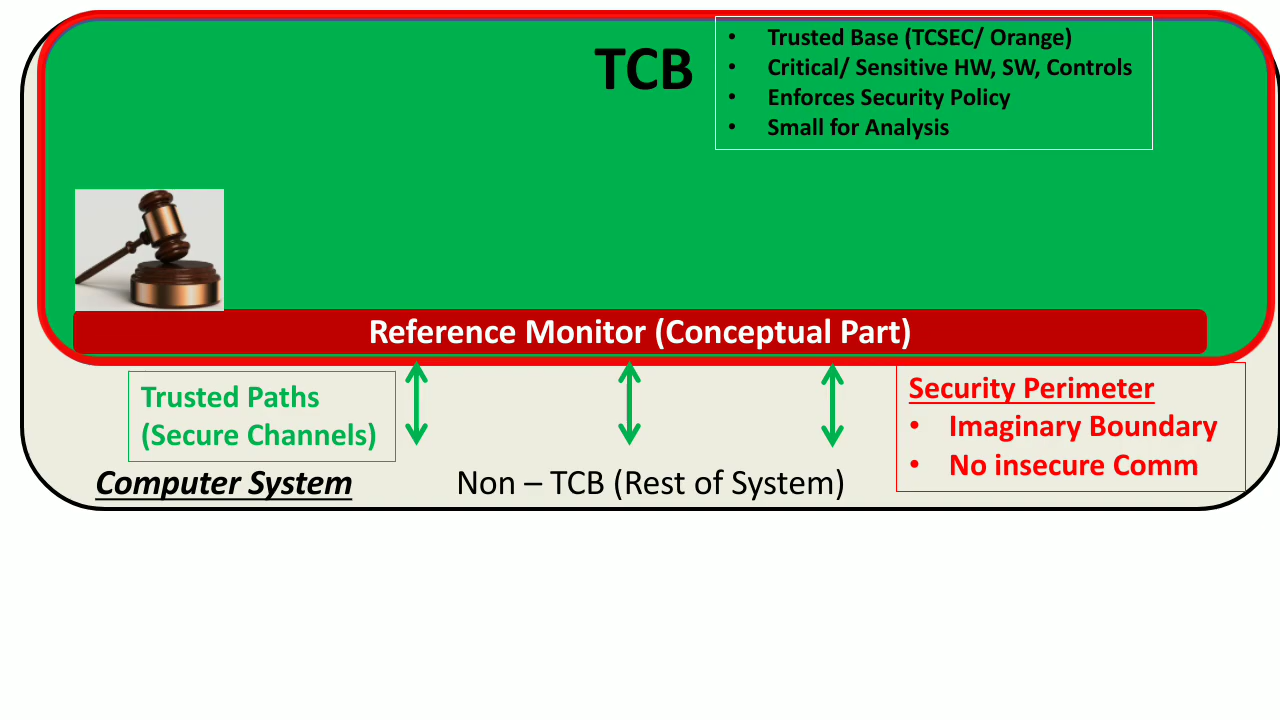 TCB
• Trusted Base (TCSEC/ Orange)
• Critical/ Sensitive HW, SW, Controls
• Enforces Security Policy
• Small for Analysis
Reference Monitor (Conceptual Part)
Trusted Paths
(Secure Channels)
Security Perimeter
• Imaginary Boundary
• No insecure Comm
Computer System
Non – TCB (Rest of System)